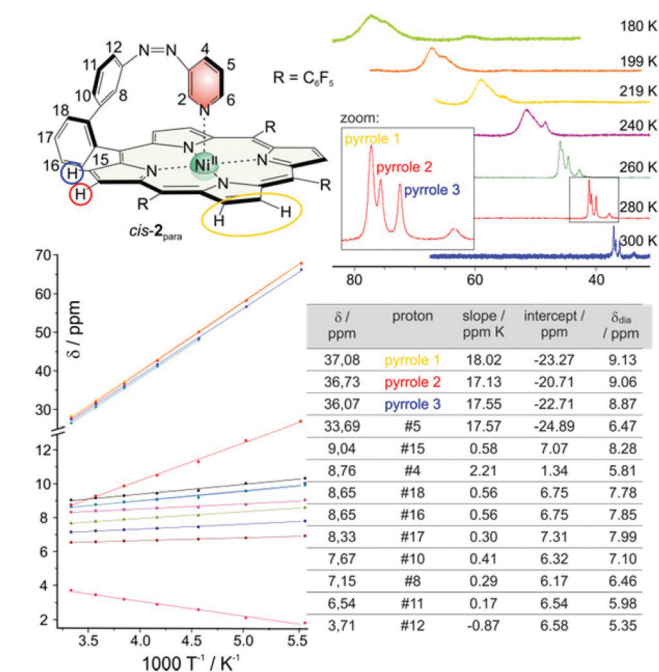 12 N=N 4
11 5
10 8 2 6
N
R = C₆F₅
18
17
16 15
R
Niᴵᴵ
N N
N N
H
H
R
R
H H
cis-2para
180 K
199 K
219 K
240 K
260 K
280 K
300 K
zoom:
pyrrole 1
pyrrole 2
pyrrole 3
80 60 40
δ / ppm
70
60
50
40
30
12
10
8
6
4
2
3.5 4.0 4.5 5.0 5.5
1000 T⁻¹ / K⁻¹
δ / ppm proton slope / ppm K intercept / ppm δdia / ppm
37,08 pyrrole 1 18.02 -23.27 9.13
36,73 pyrrole 2 17.13 -20.71 9.06
36,07 pyrrole 3 17.55 -22.71 8.87
33,69 #5 17.57 -24.89 6.47
9,04 #15 0.58 7.07 8.28
8,76 #4 2.21 1.34 5.81
8,65 #18 0.56 6.75 7.78
8,65 #16 0.56 6.75 7.85
8,33 #17 0.30 7.31 7.99
7,67 #10 0.41 6.32 7.10
7,15 #8 0.29 6.17 6.46
6,54 #11 0.17 6.54 5.98
3,71 #12 -0.87 6.58 5.35